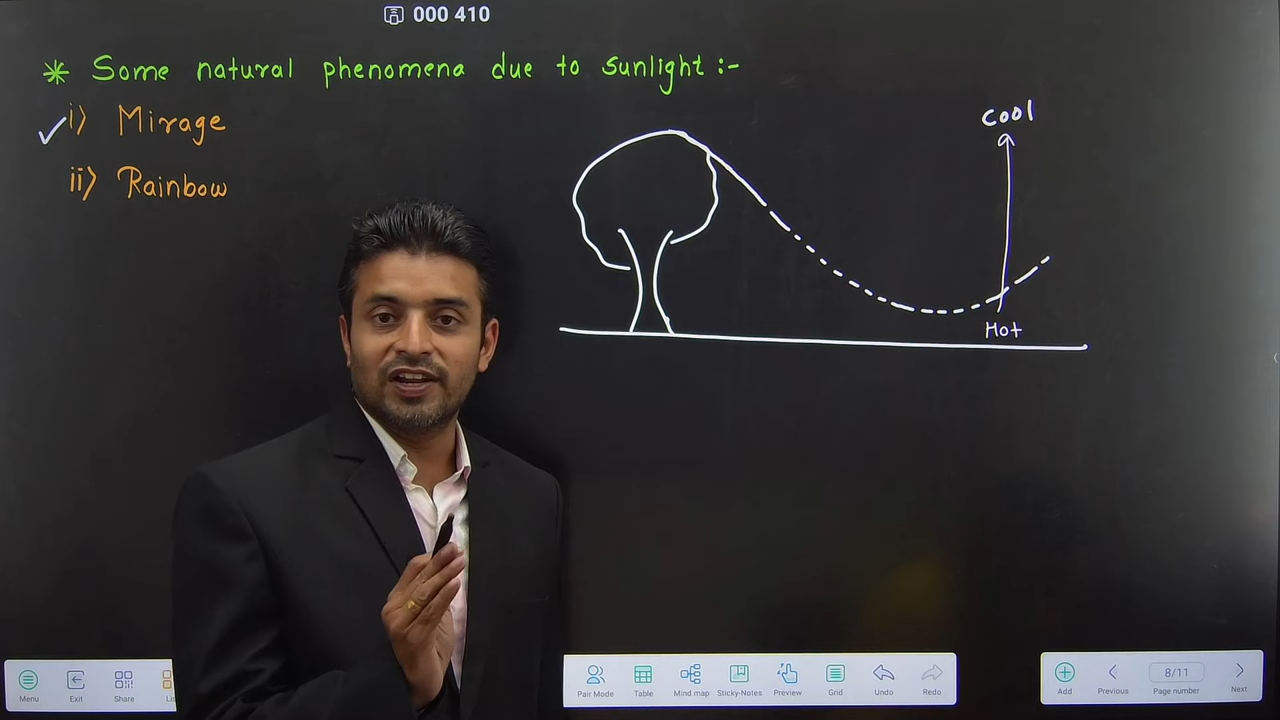 000 410
* Some natural phenomena due to sunlight :-
i) Mirage
ii) Rainbow
Cool
Hot
Menu
Exit
Share
Pair Mode
Table
Mind map
Sticky-Notes
Preview
Grid
Undo
Redo
Add
Previous
8/11
Page number
Next